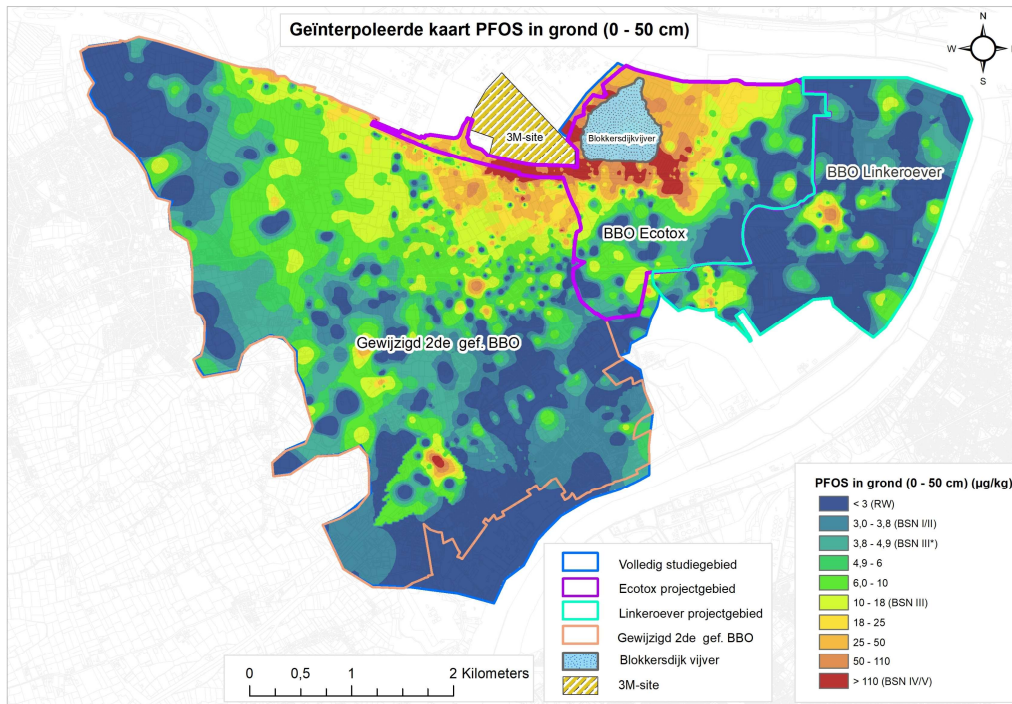 Geïnterpoleerde kaart PFOS in grond (0 - 50 cm)
N
W
E
S
3M-site
Blokkersdijkvijver
BBO Linkeroever
BBO Ecotox
Gewijzigd 2de gef. BBO
PFOS in grond (0 - 50 cm) (µg/kg)
< 3 (RW)
3,0 - 3,8 (BSN I/II)
3,8 - 4,9 (BSN III*)
4,9 - 6
6,0 - 10
10 - 18 (BSN III)
18 - 25
25 - 50
50 - 110
> 110 (BSN IV/V)
Volledig studiegebied
Ecotox projectgebied
Linkeroever projectgebied
Gewijzigd 2de gef. BBO
Blokkersdijk vijver
3M-site
0 0,5 1 2 Kilometers